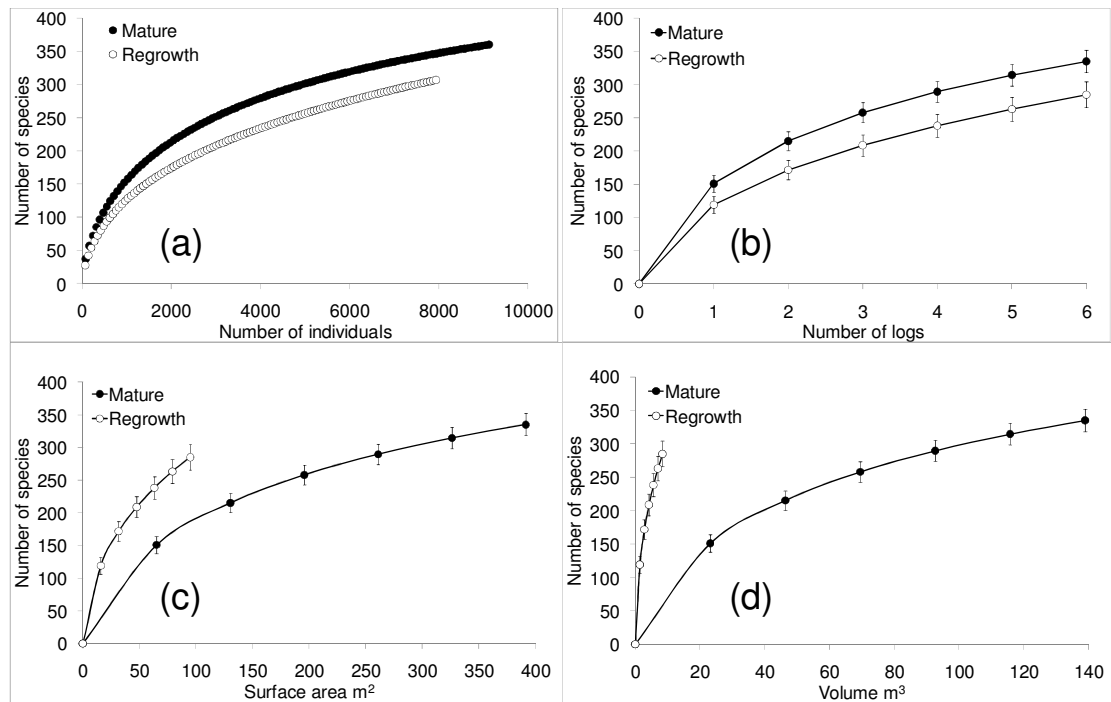 400
350
300
250
200
150
100
50
0
Number of species
Mature
Regrowth
(a)
0 2000 4000 6000 8000 10000
Number of individuals
400
350
300
250
200
150
100
50
0
Number of species
Mature
Regrowth
(b)
0 1 2 3 4 5 6
Number of logs
400
350
300
250
200
150
100
50
0
Number of species
Mature
Regrowth
(c)
0 50 100 150 200 250 300 350 400
Surface area m²
400
350
300
250
200
150
100
50
0
Number of species
Mature
Regrowth
(d)
0 20 40 60 80 100 120 140
Volume m³